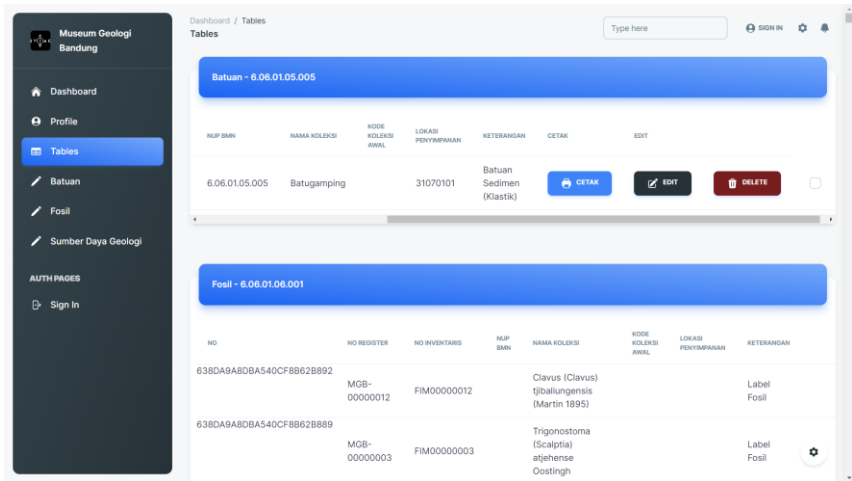 Museum Geologi
Bandung
Dashboard
Profile
Tables
Batuan
Fosil
Sumber Daya Geologi
AUTH PAGES
Sign In
Dashboard / Tables
Tables
Type here
SIGN IN
Batuan - 6.06.01.05.005
NUP BMN NAMA KOLEKSI KODE KOLEKSI AWAL LOKASI PENYIMPANAN KETERANGAN CETAK EDIT
6.06.01.05.005 Batugamping 31070101 Batuan Sedimen (Klastik) CETAK EDIT DELETE
Fosil - 6.06.01.06.001
NO NO REGISTER NO INVENTARIS NUP BMN NAMA KOLEKSI KODE KOLEKSI AWAL LOKASI PENYIMPANAN KETERANGAN
638DA9A8DBA540CF8B62B892 MGB-00000012 FIM00000012 Clavus (Clavus) tjibaliungensis (Martin 1895) Label Fosil
638DA9A8DBA540CF8B62B889 MGB-00000003 FIM00000003 Trigonostoma (Scalptia) atjehense Oostingh Label Fosil